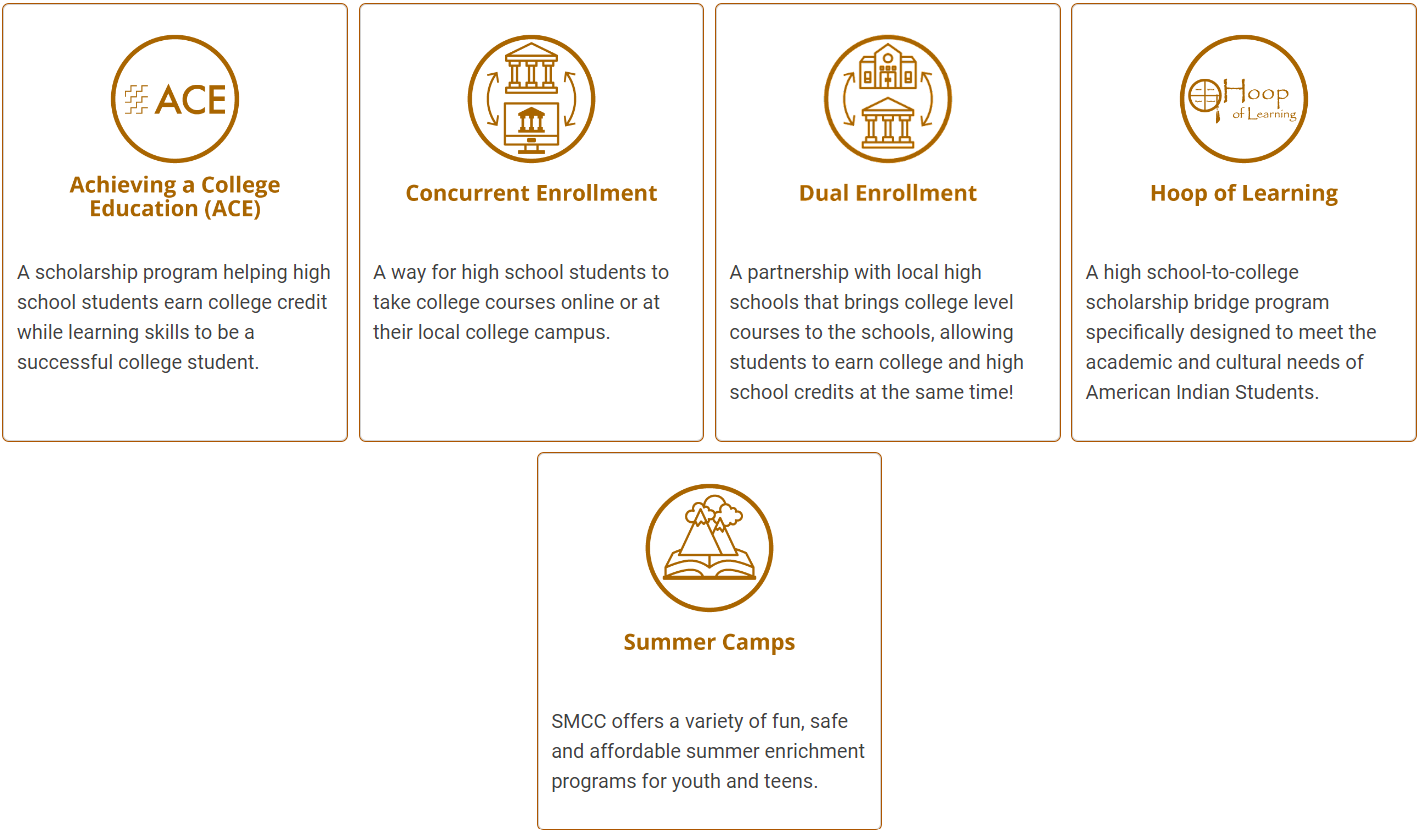 ACE
Achieving a College
Education (ACE)
A scholarship program helping high
school students earn college credit
while learning skills to be a
successful college student.
Concurrent Enrollment
A way for high school students to
take college courses online or at
their local college campus.
Dual Enrollment
A partnership with local high
schools that brings college level
courses to the schools, allowing
students to earn college and high
school credits at the same time!
Hoop
of Learning
Hoop of Learning
A high school-to-college
scholarship bridge program
specifically designed to meet the
academic and cultural needs of
American Indian Students.
Summer Camps
SMCC offers a variety of fun, safe
and affordable summer enrichment
programs for youth and teens.